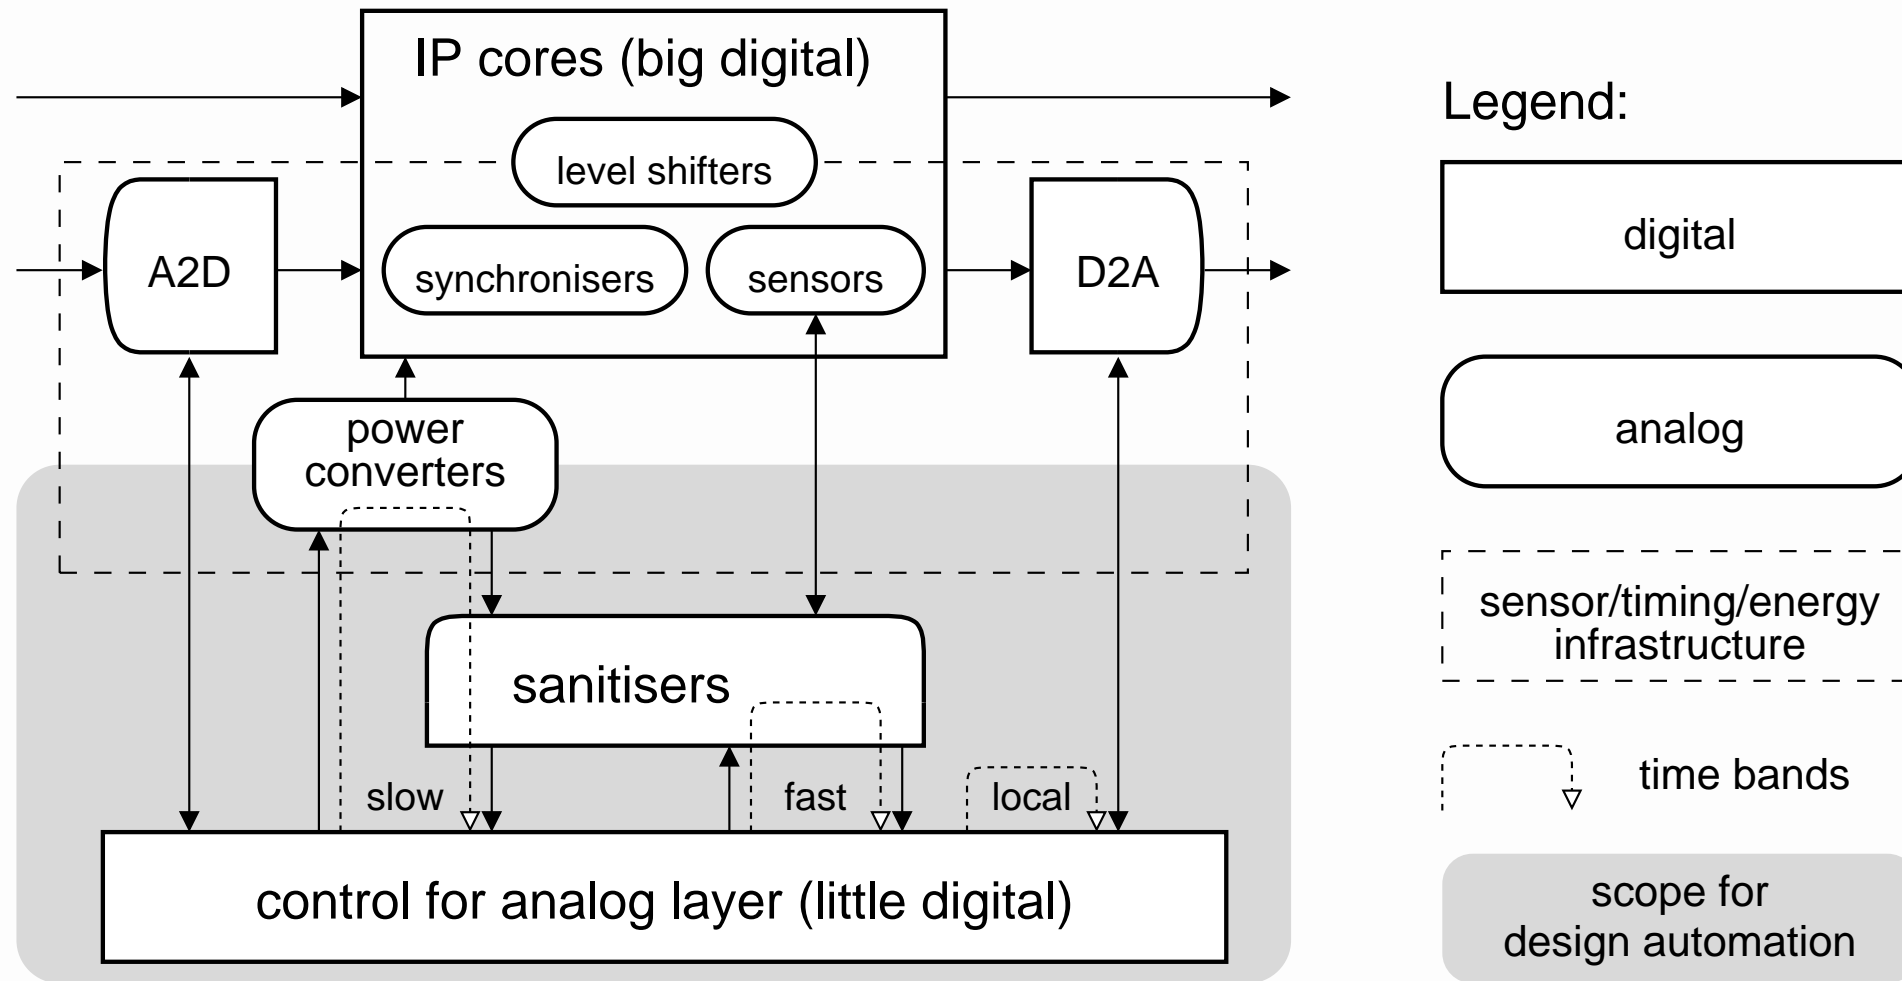 IP cores (big digital)
level shifters
A2D
synchronisers
sensors
D2A
power
converters
sanitisers
slow
fast
local
control for analog layer (little digital)
Legend:
digital
analog
sensor/timing/energy
infrastructure
time bands
scope for
design automation